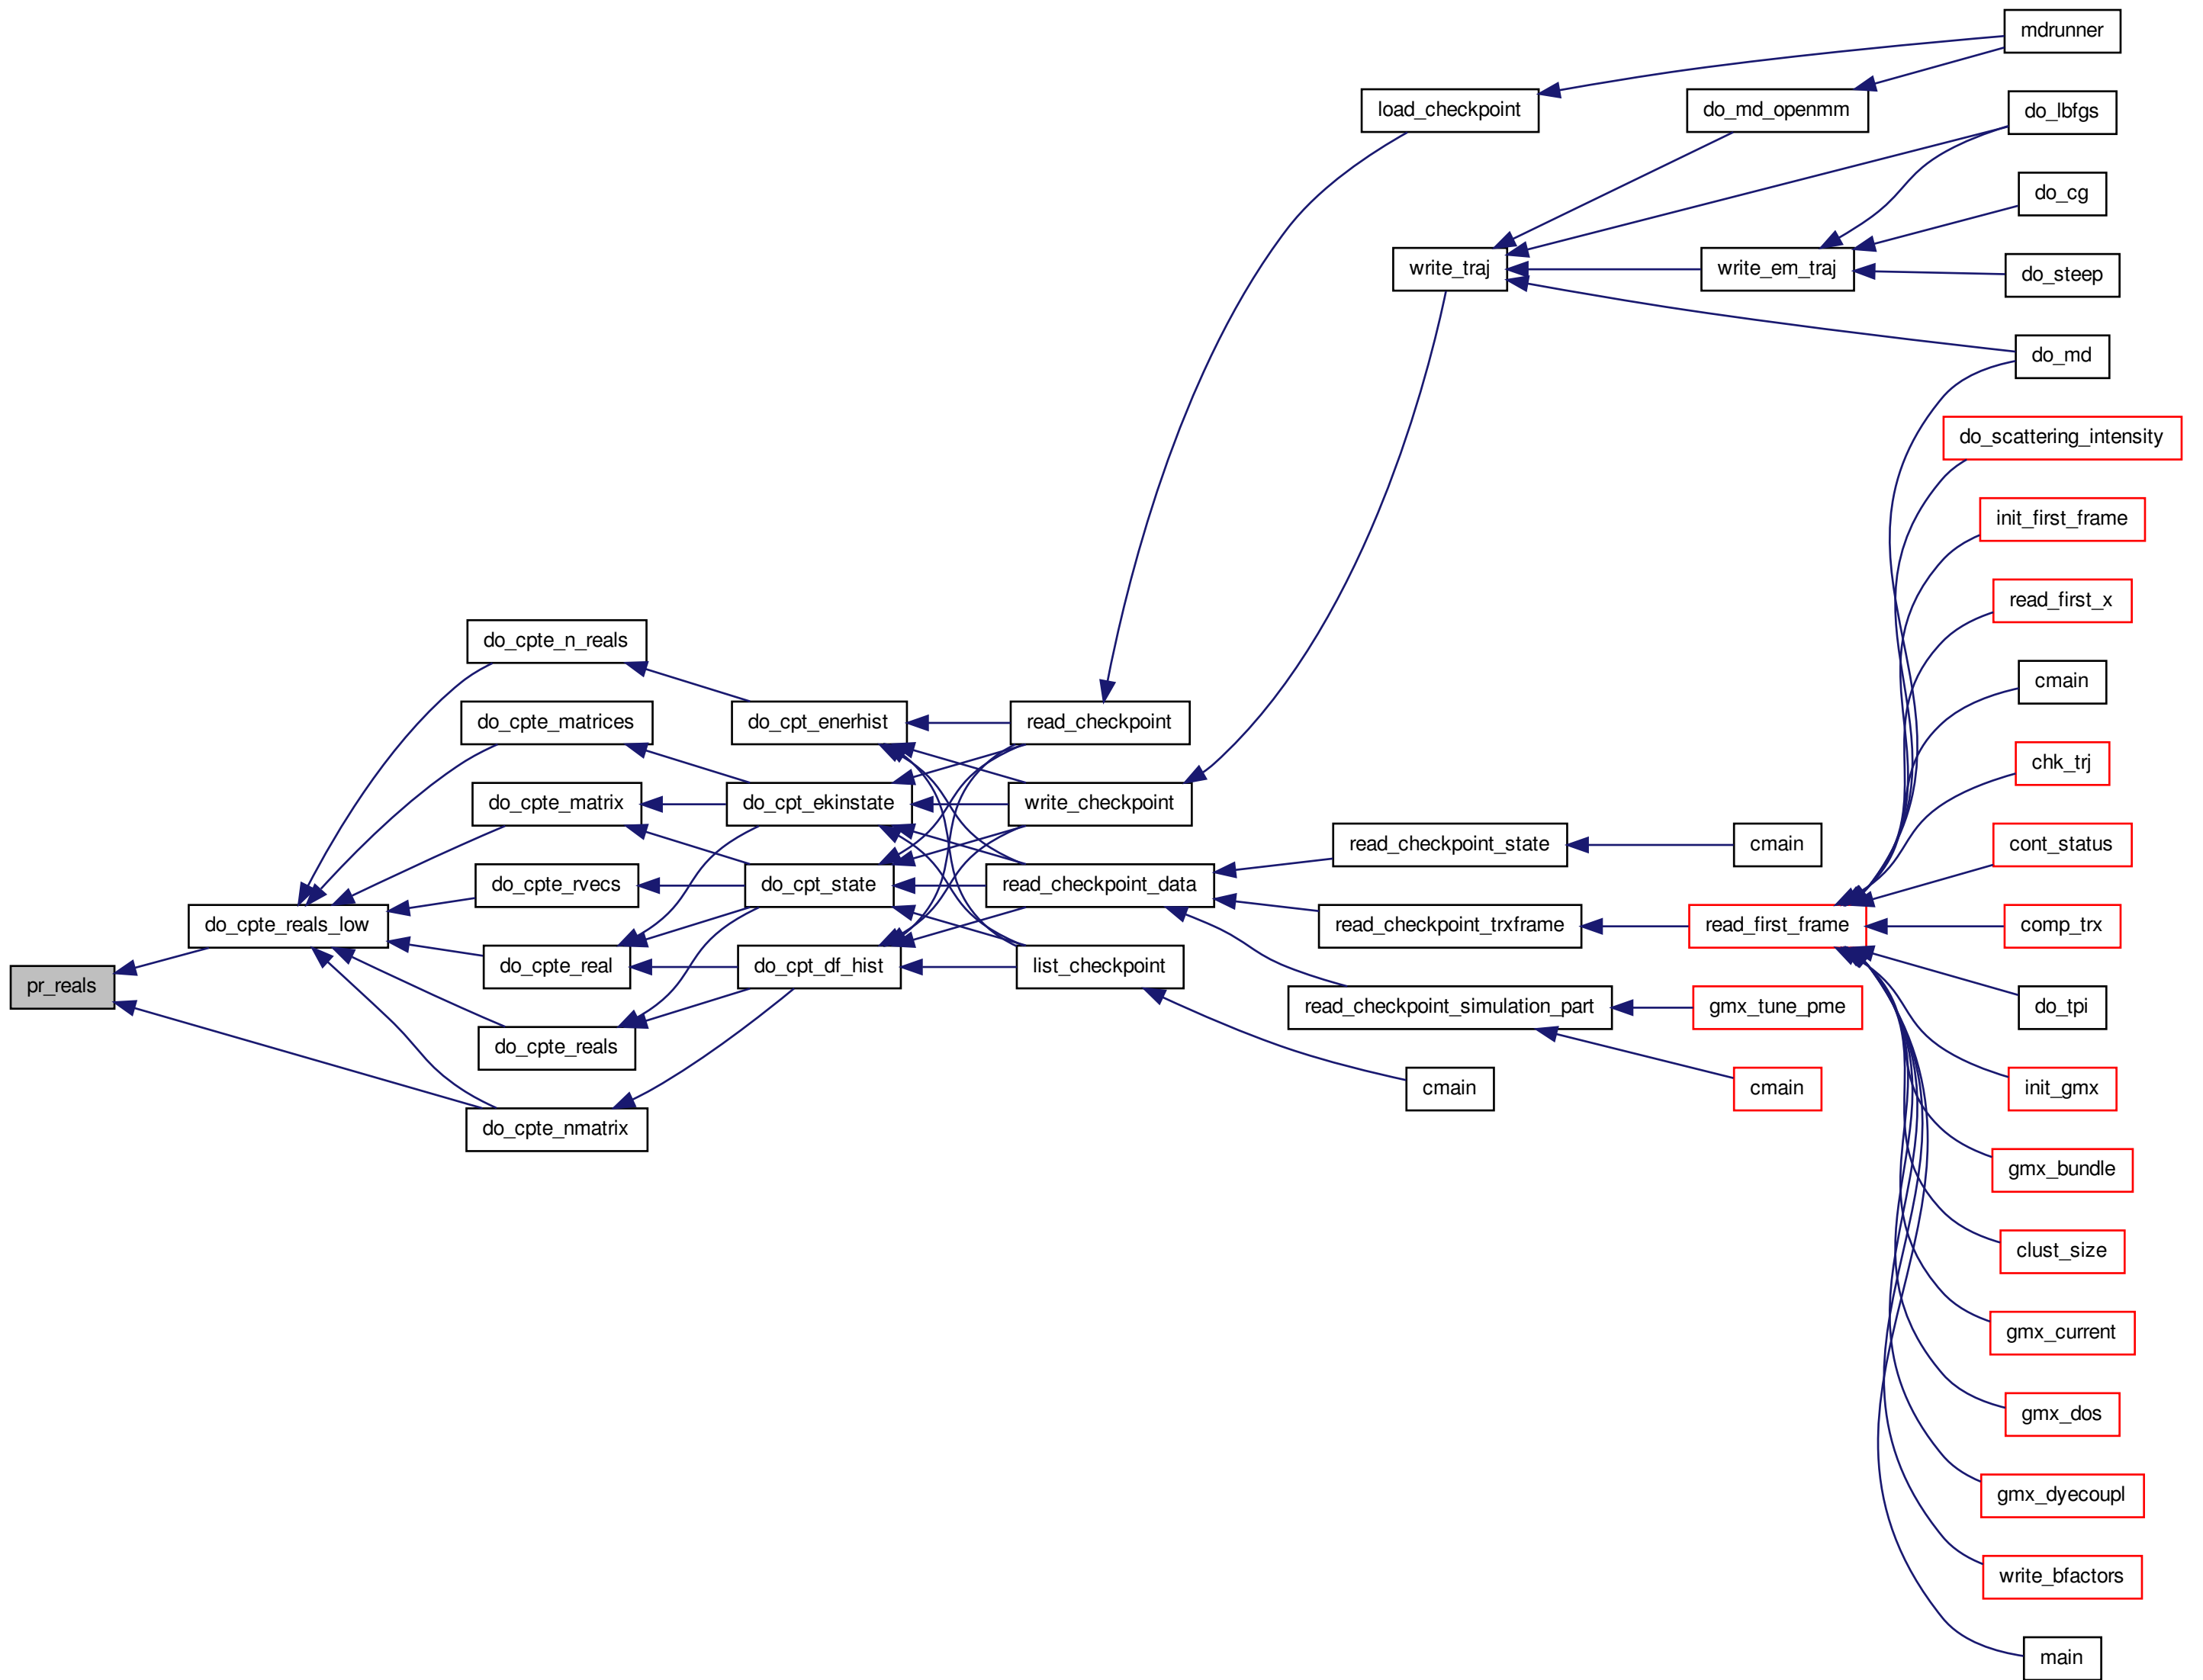 mdrunner
load_checkpoint
do_md_openmm
do_lbfgs
do_cg
write_traj
write_em_traj
do_steep
do_md
do_scattering_intensity
init_first_frame
read_first_x
do_cpte_n_reals
cmain
do_cpte_matrices
do_cpt_enerhist
read_checkpoint
chk_trj
do_cpte_matrix
do_cpt_ekinstate
write_checkpoint
read_checkpoint_state
cmain
cont_status
do_cpte_rvecs
do_cpt_state
read_checkpoint_data
do_cpte_reals_low
read_checkpoint_trxframe
read_first_frame
comp_trx
do_cpte_real
do_cpt_df_hist
list_checkpoint
pr_reals
read_checkpoint_simulation_part
gmx_tune_pme
do_tpi
do_cpte_reals
cmain
cmain
init_gmx
do_cpte_nmatrix
gmx_bundle
clust_size
gmx_current
gmx_dos
gmx_dyecoupl
write_bfactors
main